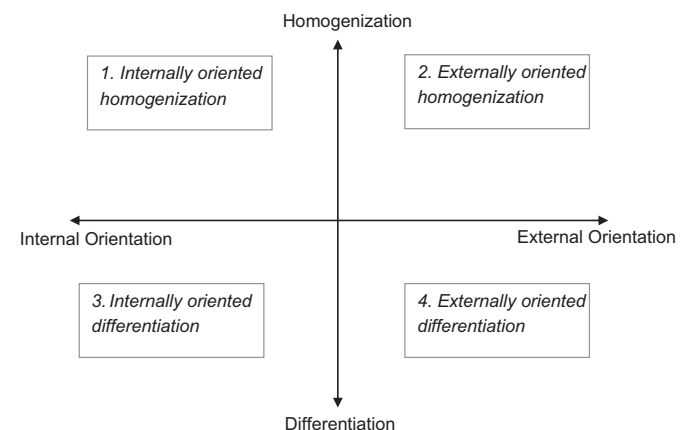 Homogenization
1. Internally oriented
homogenization
2. Externally oriented
homogenization
Internal Orientation
External Orientation
3. Internally oriented
differentiation
4. Externally oriented
differentiation
Differentiation